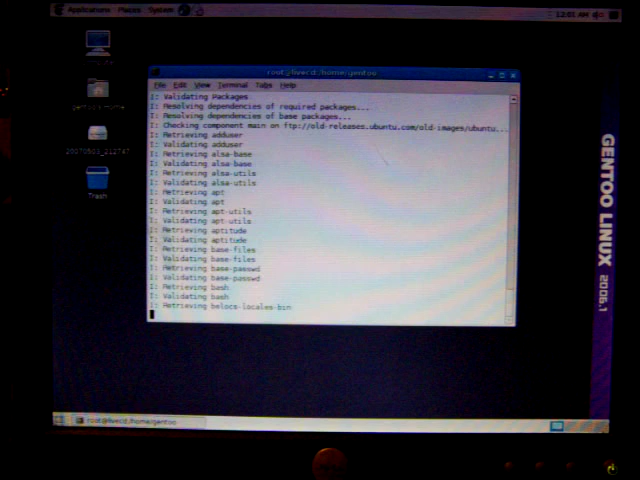 Applications Places System 12:01 AM
root@livecd:/home/gentoo
File Edit View Terminal Tabs Help
I: Validating Packages
I: Resolving dependencies of required packages...
I: Resolving dependencies of base packages...
I: Checking component main on ftp://old-releases.ubuntu.com/old-images/ubuntu...
I: Retrieving adduser
I: Validating adduser
I: Retrieving alsa-base
I: Validating alsa-base
I: Retrieving alsa-utils
I: Validating alsa-utils
I: Retrieving apt
I: Validating apt
I: Retrieving apt-utils
I: Validating apt-utils
I: Retrieving aptitude
I: Validating aptitude
I: Retrieving base-files
I: Validating base-files
I: Retrieving base-passwd
I: Validating base-passwd
I: Retrieving bash
I: Validating bash
I: Retrieving belocs-locales-bin
gentoo's Home
20070503_212747
Trash
GENTOO LINUX 2006.1
root@livecd:/home/gentoo